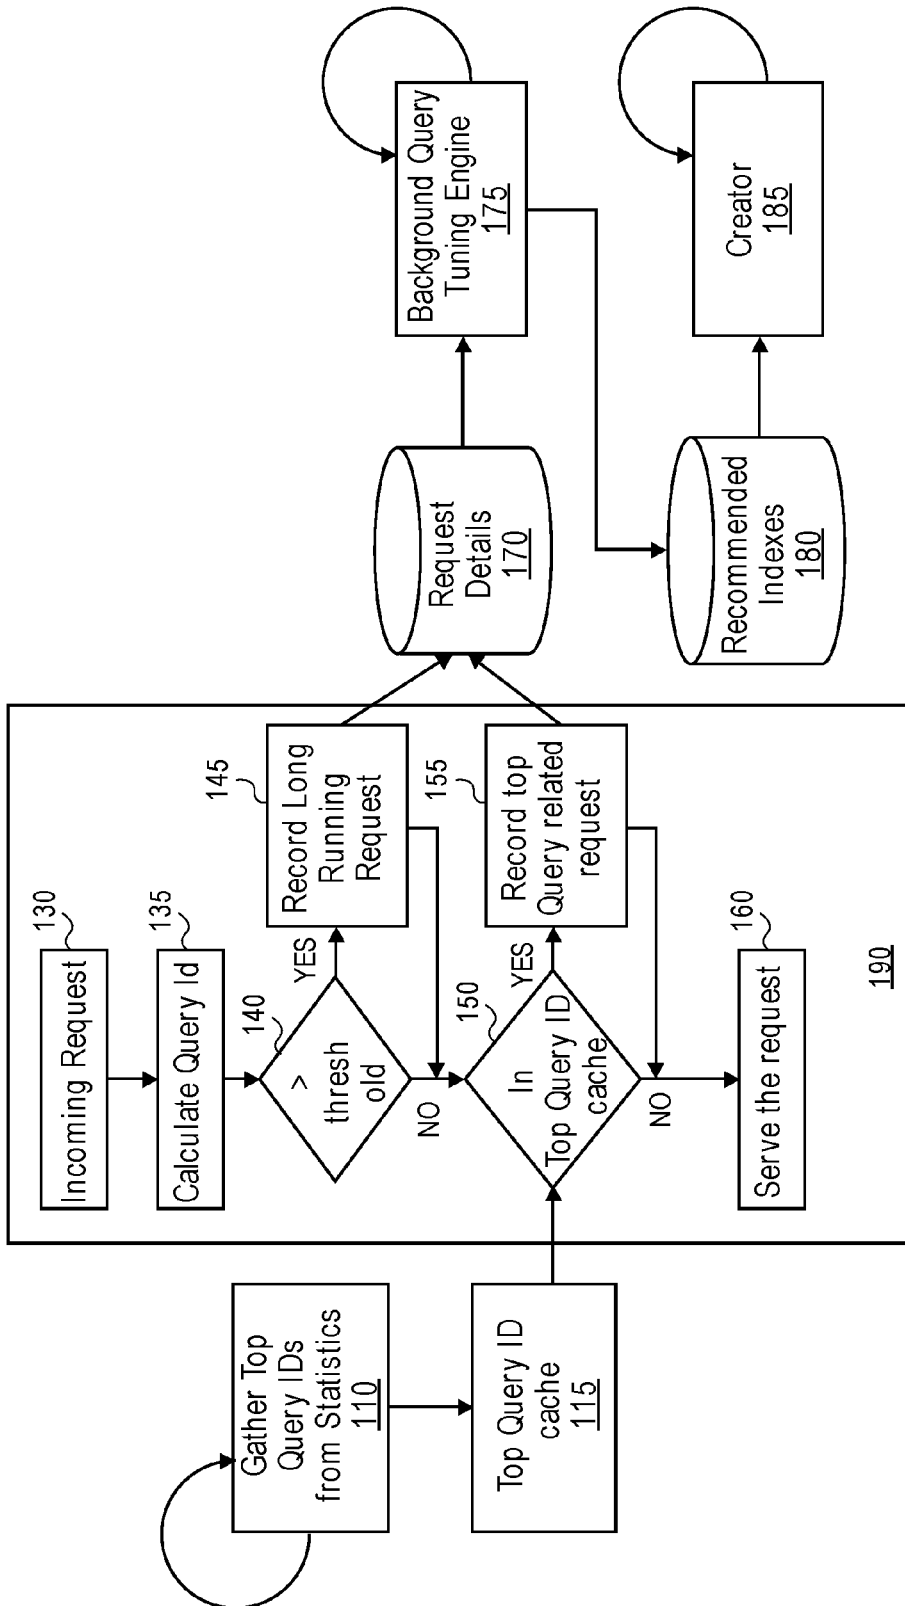 Gather Top
Query IDs
from Statistics
110
Top Query ID
cache
115
Incoming Request
130
Calculate Query Id
135
>
thresh
old
140
YES
NO
Record Long
Running
Request
145
In
Top Query ID
cache
150
YES
NO
Record top
Query related
request
155
Serve the request
160
190
Request
Details
170
Background Query
Tuning Engine
175
Recommended
Indexes
180
Creator
185